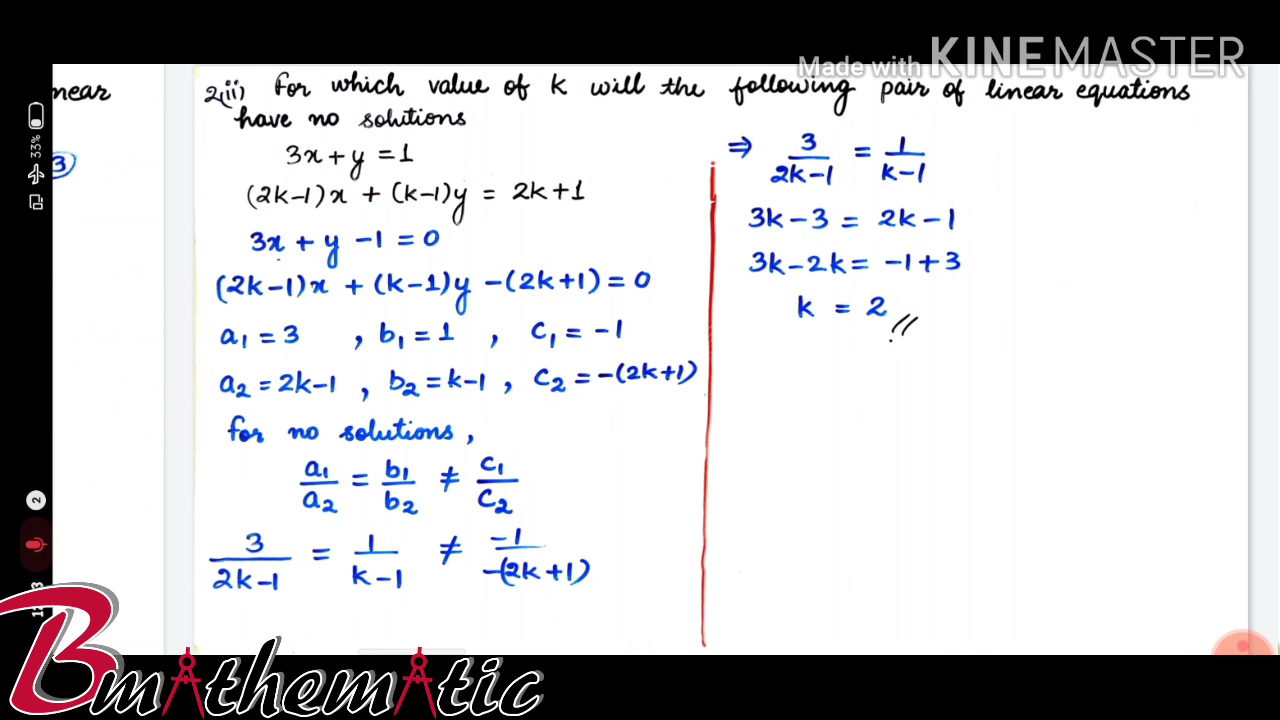 Made with KINEMASTER
near
3
33%
2
2(ii) For which value of k will the following pair of linear equations
have no solutions
3x + y = 1
(2k-1)x + (k-1)y = 2k+1
3x + y - 1 = 0
(2k-1)x + (k-1)y - (2k+1) = 0
a₁ = 3 , b₁ = 1 , c₁ = -1
a₂ = 2k-1 , b₂ = k-1 , c₂ = -(2k+1)
for no solutions,
a₁/a₂ = b₁/b₂ ≠ c₁/c₂
3/(2k-1) = 1/(k-1) ≠ -1/-(2k+1)
⇒ 3/(2k-1) = 1/(k-1)
3k-3 = 2k-1
3k-2k = -1+3
k = 2
Bmathematic